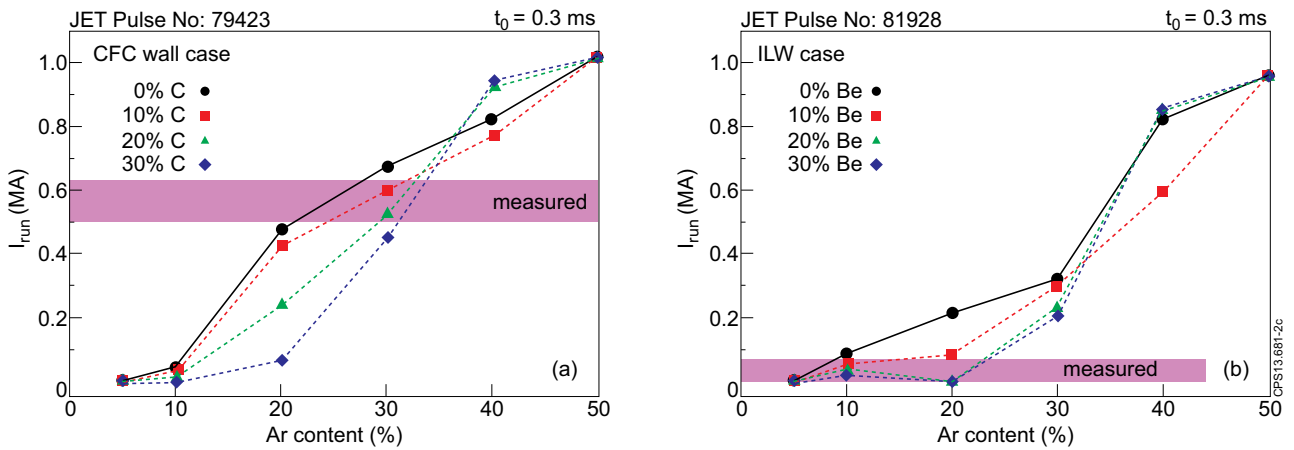 JET Pulse No: 79423
t0 = 0.3 ms
CFC wall case
0% C
10% C
20% C
30% C
measured
(a)
Irun (MA)
1.0
0.8
0.6
0.4
0.2
0
0 10 20 30 40 50
Ar content (%)
JET Pulse No: 81928
t0 = 0.3 ms
ILW case
0% Be
10% Be
20% Be
30% Be
measured
(b)
Irun (MA)
1.0
0.8
0.6
0.4
0.2
0
0 10 20 30 40 50
Ar content (%)
CPS13.681-2c